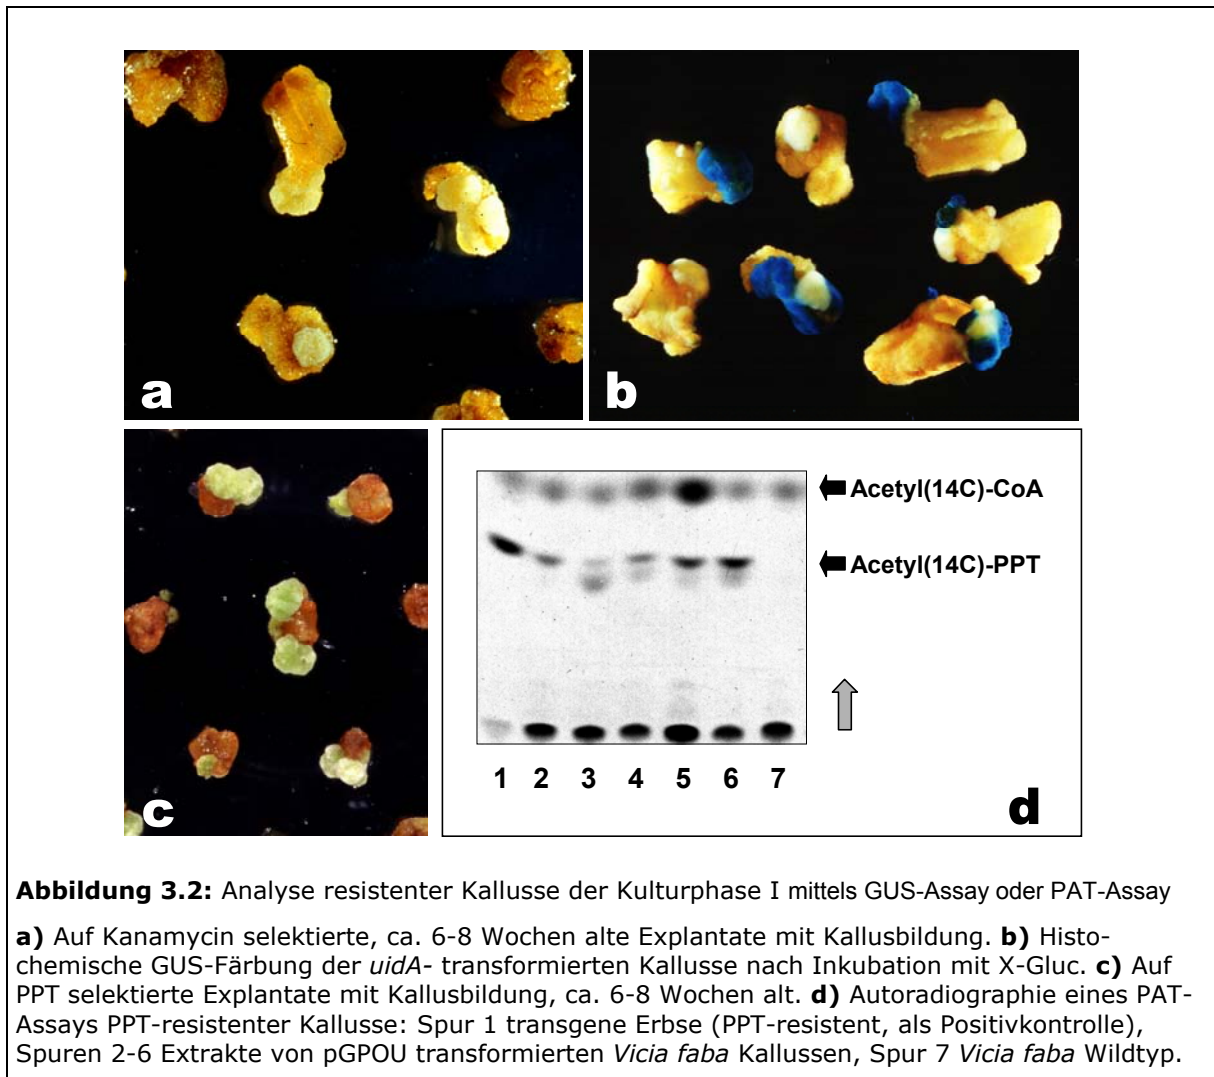 a
b
Acetyl(14C)-CoA
Acetyl(14C)-PPT
1 2 3 4 5 6 7
c
d
Abbildung 3.2: Analyse resistenter Kallusse der Kulturphase I mittels GUS-Assay oder PAT-Assay
a) Auf Kanamycin selektierte, ca. 6-8 Wochen alte Explantate mit Kallusbildung. b) Histo-
chemische GUS-Färbung der uidA- transformierten Kallusse nach Inkubation mit X-Gluc. c) Auf
PPT selektierte Explantate mit Kallusbildung, ca. 6-8 Wochen alt. d) Autoradiographie eines PAT-
Assays PPT-resistenter Kallusse: Spur 1 transgene Erbse (PPT-resistent, als Positivkontrolle),
Spuren 2-6 Extrakte von pGPOU transformierten Vicia faba Kallussen, Spur 7 Vicia faba Wildtyp.